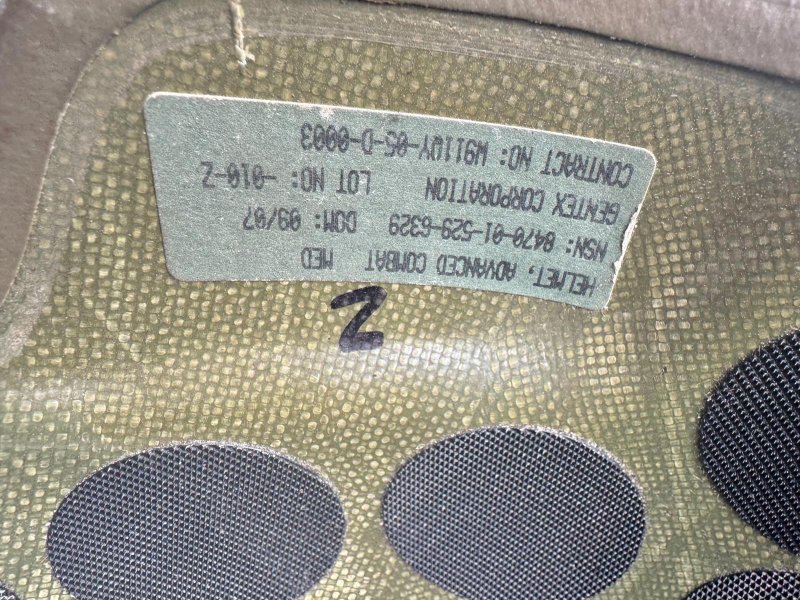 HELMET, ADVANCED COMBAT MED
NSN: 8470-01-529-6329 DOM: 09/07
GENTEX CORPORATION LOT NO: -010-Z
CONTRACT NO: W911QY-05-D-0003
Z